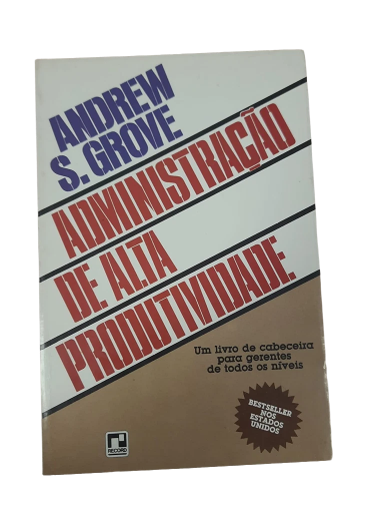 ANDREW
S. GROVE
ADMINISTRAÇÃO
DE ALTA
PRODUTIVIDADE
Um livro de cabeceira
para gerentes
de todos os níveis
BESTSELLER
NOS
ESTADOS
UNIDOS
RECORD